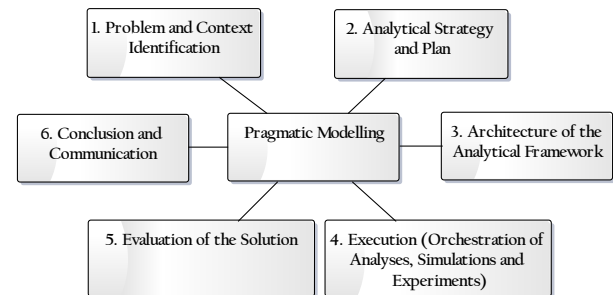 1. Problem and Context
Identification
2. Analytical Strategy
and Plan
6. Conclusion and
Communication
Pragmatic Modelling
3. Architecture of the
Analytical Framework
5. Evaluation of the Solution
4. Execution (Orchestration of
Analyses, Simulations and
Experiments)